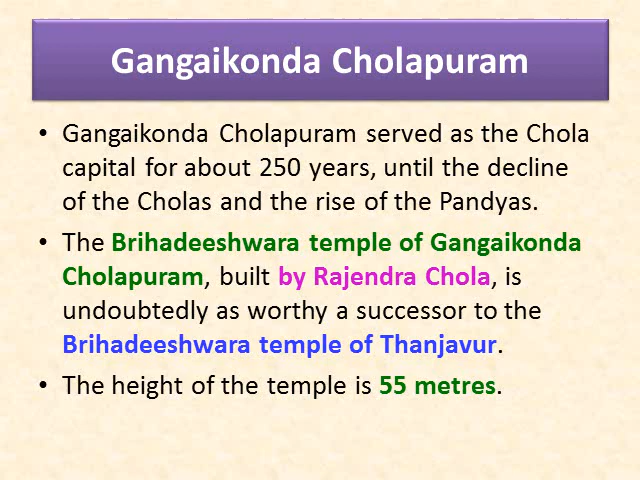 Gangaikonda Cholapuram
• Gangaikonda Cholapuram served as the Chola
capital for about 250 years, until the decline
of the Cholas and the rise of the Pandyas.
• The Brihadeeshwara temple of Gangaikonda
Cholapuram, built by Rajendra Chola, is
undoubtedly as worthy a successor to the
Brihadeeshwara temple of Thanjavur.
• The height of the temple is 55 metres.